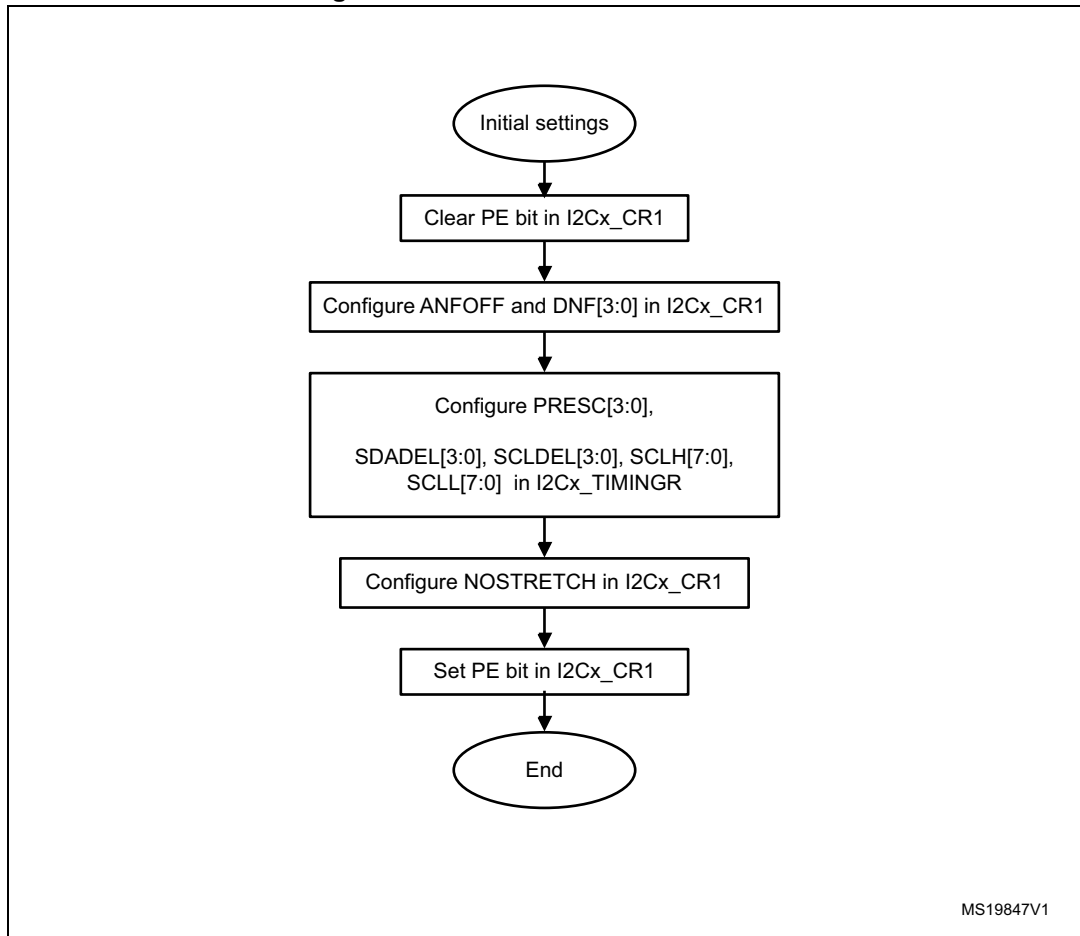 Initial settings
Clear PE bit in I2Cx_CR1
Configure ANFOFF and DNF[3:0] in I2Cx_CR1
Configure PRESC[3:0],
SDADEL[3:0], SCLDEL[3:0], SCLH[7:0],
SCLL[7:0] in I2Cx_TIMINGR
Configure NOSTRETCH in I2Cx_CR1
Set PE bit in I2Cx_CR1
End
MS19847V1